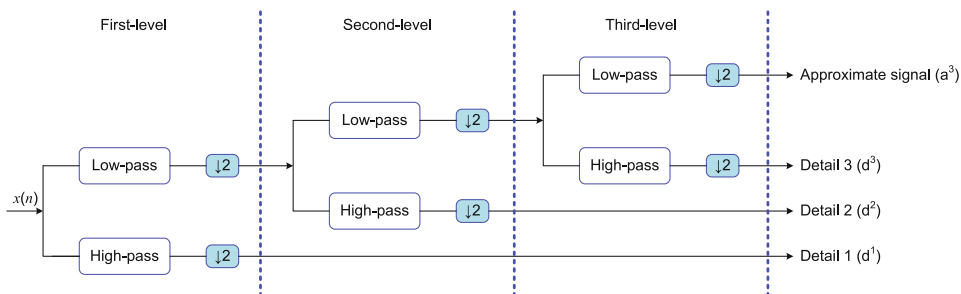 First-level
Second-level
Third-level
Low-pass
↓2
Approximate signal (a³)
Low-pass
↓2
Low-pass
↓2
High-pass
↓2
Detail 3 (d³)
x(n)
High-pass
↓2
Detail 2 (d²)
High-pass
↓2
Detail 1 (d¹)